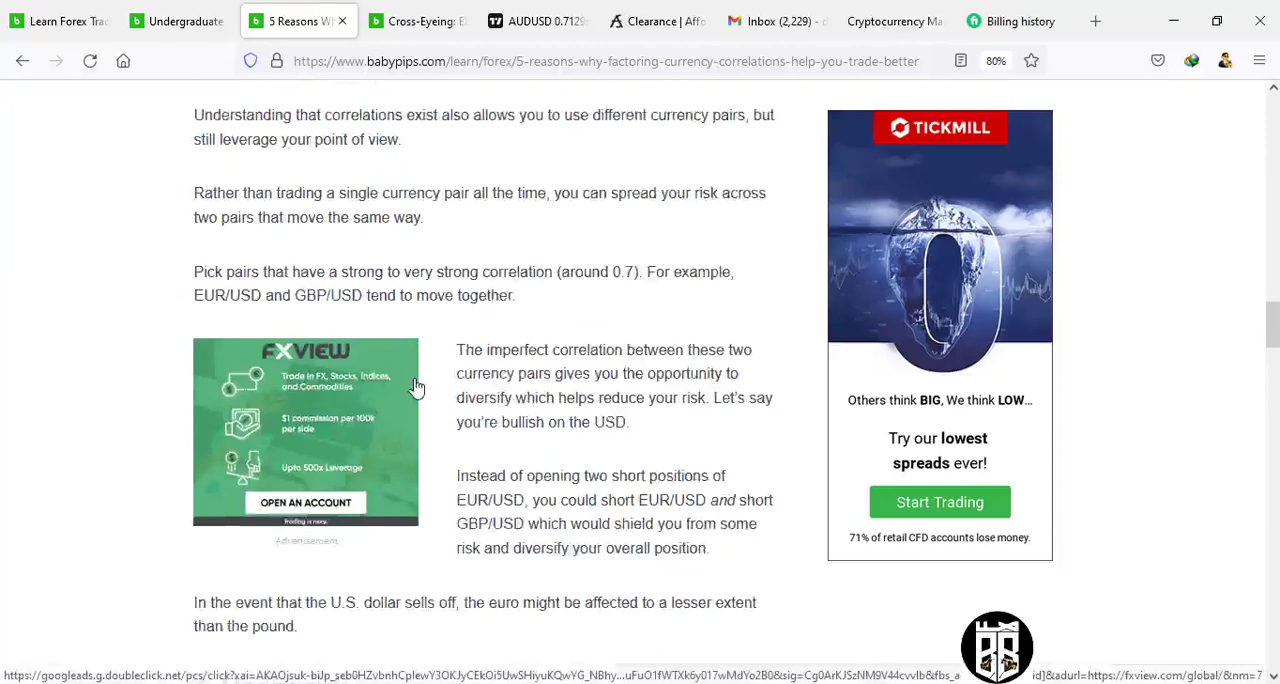 Learn Forex Tra
Undergraduate
5 Reasons Wh
Cross-Eyeing: E
AUDUSD 0.7129
Clearance | Affo
Inbox (2,229) - d
Cryptocurrency Ma
Billing history
https://www.babypips.com/learn/forex/5-reasons-why-factoring-currency-correlations-help-you-trade-better
80%
Understanding that correlations exist also allows you to use different currency pairs, but
still leverage your point of view.
Rather than trading a single currency pair all the time, you can spread your risk across
two pairs that move the same way.
Pick pairs that have a strong to very strong correlation (around 0.7). For example,
EUR/USD and GBP/USD tend to move together.
FXVIEW
Trade in FX, Stocks, Indices,
and Commodities
$1 commission per 100k
per side
Upto 500x Leverage
OPEN AN ACCOUNT
Advertisement
The imperfect correlation between these two
currency pairs gives you the opportunity to
diversify which helps reduce your risk. Let's say
you're bullish on the USD.
Instead of opening two short positions of
EUR/USD, you could short EUR/USD and short
GBP/USD which would shield you from some
risk and diversify your overall position.
In the event that the U.S. dollar sells off, the euro might be affected to a lesser extent
than the pound.
TICKMILL
0
Others think BIG, We think LOW...
Try our lowest
spreads ever!
Start Trading
71% of retail CFD accounts lose money.